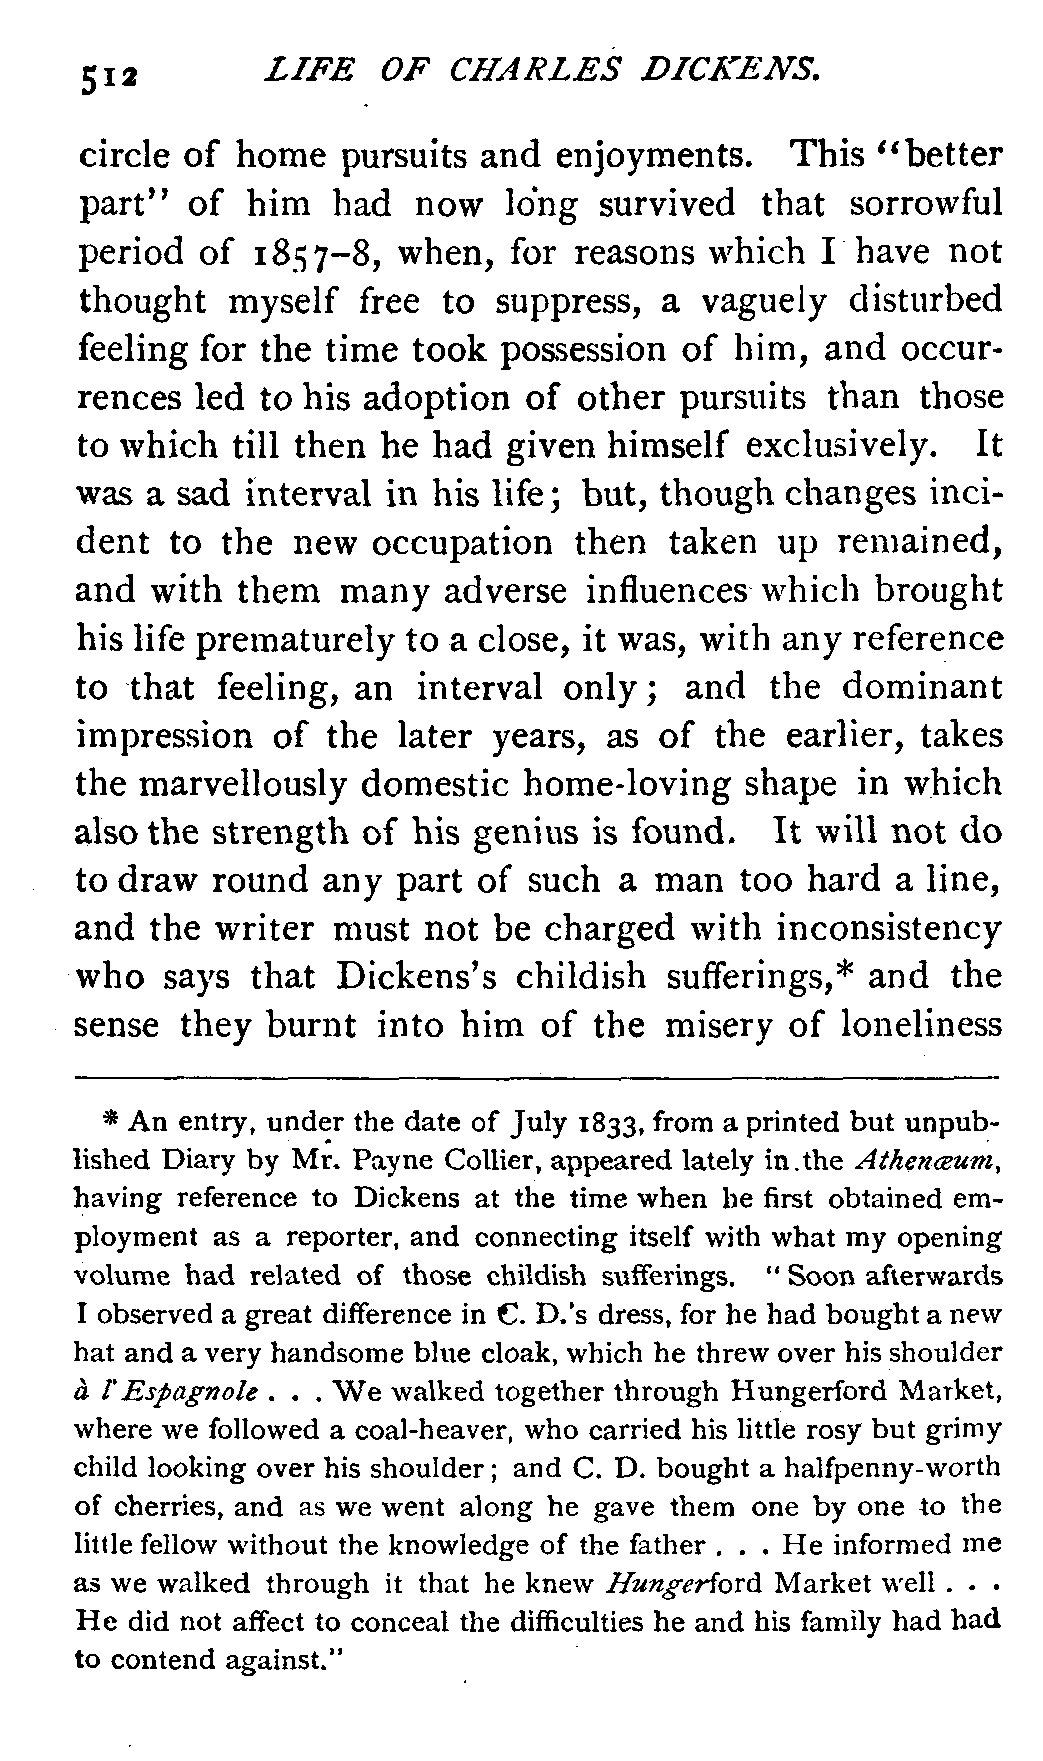 512 LIFE OF CHARLES DICKENS.
circle of home pursuits and enjoyments. This "better
part" of him had now long survived that sorrowful
period of 1857–8, when, for reasons which I have not
thought myself free to suppress, a vaguely disturbed
feeling for the time took possession of him, and occur-
rences led to his adoption of other pursuits than those
to which till then he had given himself exclusively. It
was a sad interval in his life; but, though changes inci-
dent to the new occupation then taken up remained,
and with them many adverse influences which brought
his life prematurely to a close, it was, with any reference
to that feeling, an interval only; and the dominant
impression of the later years, as of the earlier, takes
the marvellously domestic home-loving shape in which
also the strength of his genius is found. It will not do
to draw round any part of such a man too hard a line,
and the writer must not be charged with inconsistency
who says that Dickens's childish sufferings,* and the
sense they burnt into him of the misery of loneliness
* An entry, under the date of July 1833, from a printed but unpub-
lished Diary by Mr. Payne Collier, appeared lately in the Athenæum,
having reference to Dickens at the time when he first obtained em-
ployment as a reporter, and connecting itself with what my opening
volume had related of those childish sufferings. "Soon afterwards
I observed a great difference in C. D.'s dress, for he had bought a new
hat and a very handsome blue cloak, which he threw over his shoulder
à l'Espagnole . . . We walked together through Hungerford Market,
where we followed a coal-heaver, who carried his little rosy but grimy
child looking over his shoulder; and C. D. bought a halfpenny-worth
of cherries, and as we went along he gave them one by one to the
little fellow without the knowledge of the father . . . He informed me
as we walked through it that he knew Hungerford Market well . . .
He did not affect to conceal the difficulties he and his family had had
to contend against."